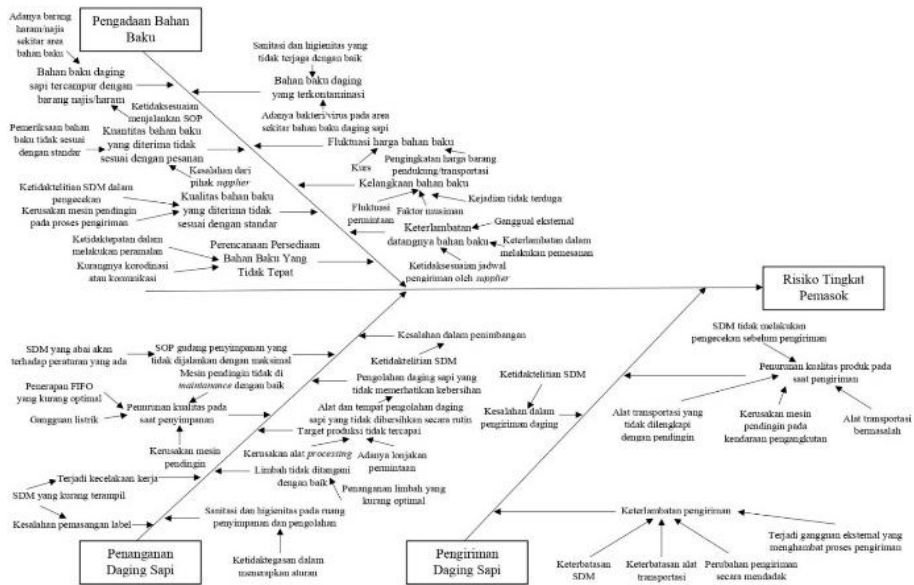 Adanya barang
haram/najis
sekitar area
bahan baku
Pengadaan Bahan
Baku
Bahan baku daging
sapi tercampur dengan
barang najis/haram
Sanitasi dan higienitas yang
tidak terjaga dengan baik
Bahan baku daging
yang terkontaminasi
Adanya bakteri/virus pada area
sekitar bahan baku daging sapi
Ketidaksesuaian
menjalankan SOP
Pemeriksaan bahan
baku tidak sesuai
dengan standar
Kuantitas bahan baku
yang diterima tidak
sesuai dengan pesanan
Kesalahan dari
pihak supplier
Fluktuasi harga bahan baku
Kurs
Pengingkatan harga barang
pendukung/transportasi
Kelangkaan bahan baku
Fluktuasi
permintaan
Faktor musiman
Kejadian tidak terduga
Ketidaktelitian SDM dalam
pengecekan
Kerusakan mesin pendingin
pada proses pengiriman
Kualitas bahan baku
yang diterima tidak
sesuai dengan standar
Keterlambatan
datangnya bahan baku
Ganggual eksternal
Keterlambatan dalam
melakukan pemesanan
Ketidaksesuaian jadwal
pengiriman oleh supplier
Ketidaktepatan dalam
melakukan peramalan
Kurangnya korodinasi
atau komunikasi
Perencanaan Persediaan
Bahan Baku Yang
Tidak Tepat
Risiko Tingkat
Pemasok
SDM yang abai akan
terhadap peraturan yang ada
SOP gudang penyimpanan yang
tidak dijalankan dengan maksimal
Kesalahan dalam penimbangan
Ketidaktelitian SDM
Mesin pendingin tidak di
maintanance dengan baik
Penerapan FIFO
yang kurang optimal
Gangguan listrik
Penurunan kualitas pada
saat penyimpanan
Kerusakan mesin
pendingin
Pengolahan daging sapi yang
tidak memerhatikan kebersihan
Alat dan tempat pengolahan daging
sapi yang tidak dibersihkan secara rutin
Target produksi tidak tercapai
Kerusakan alat processing
Adanya lonjakan
permintaan
Limbah tidak ditangani
dengan baik
Penanganan limbah yang
kurang optimal
Terjadi kecelakaan kerja
SDM yang kurang terampil
Kesalahan pemasangan label
Sanitasi dan higienitas pada ruang
penyimpanan dan pengolahan
Ketidaktegasan dalam
menerapkan aturan
Penanganan
Daging Sapi
SDM tidak melakukan
pengecekan sebelum pengiriman
Penurunan kualitas produk pada
saat pengiriman
Alat transportasi yang
tidak dilengkapi
dengan pendingin
Kerusakan mesin
pendingin pada
kendaraan pengangkutan
Alat transportasi
bermasalah
Ketidaktelitian SDM
Kesalahan dalam
pengiriman daging
Keterlambatan pengiriman
Keterbatasan
SDM
Keterbatasan alat
transportasi
Perubahan pengiriman
secara mendadak
Terjadi gangguan eksternal yang
menghambat proses pengiriman
Pengiriman
Daging Sapi